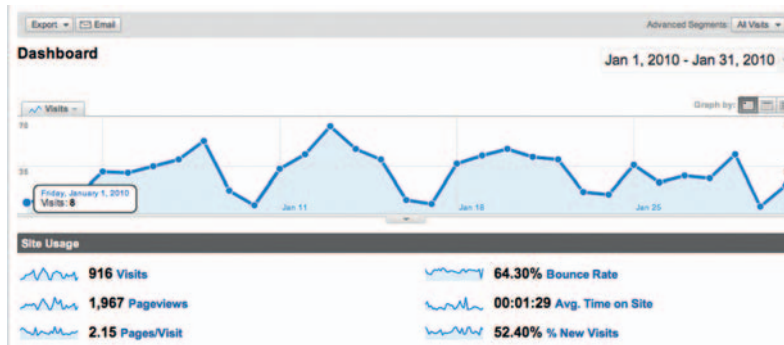 Export Email Advanced Segments: All Visits
Dashboard
Jan 1, 2010 - Jan 31, 2010
Visits
Graph by:
70
35
Friday, January 1, 2010
Visits: 8
Jan 11 Jan 18 Jan 25
Site Usage
916 Visits 64.30% Bounce Rate
1,967 Pageviews 00:01:29 Avg. Time on Site
2.15 Pages/Visit 52.40% % New Visits